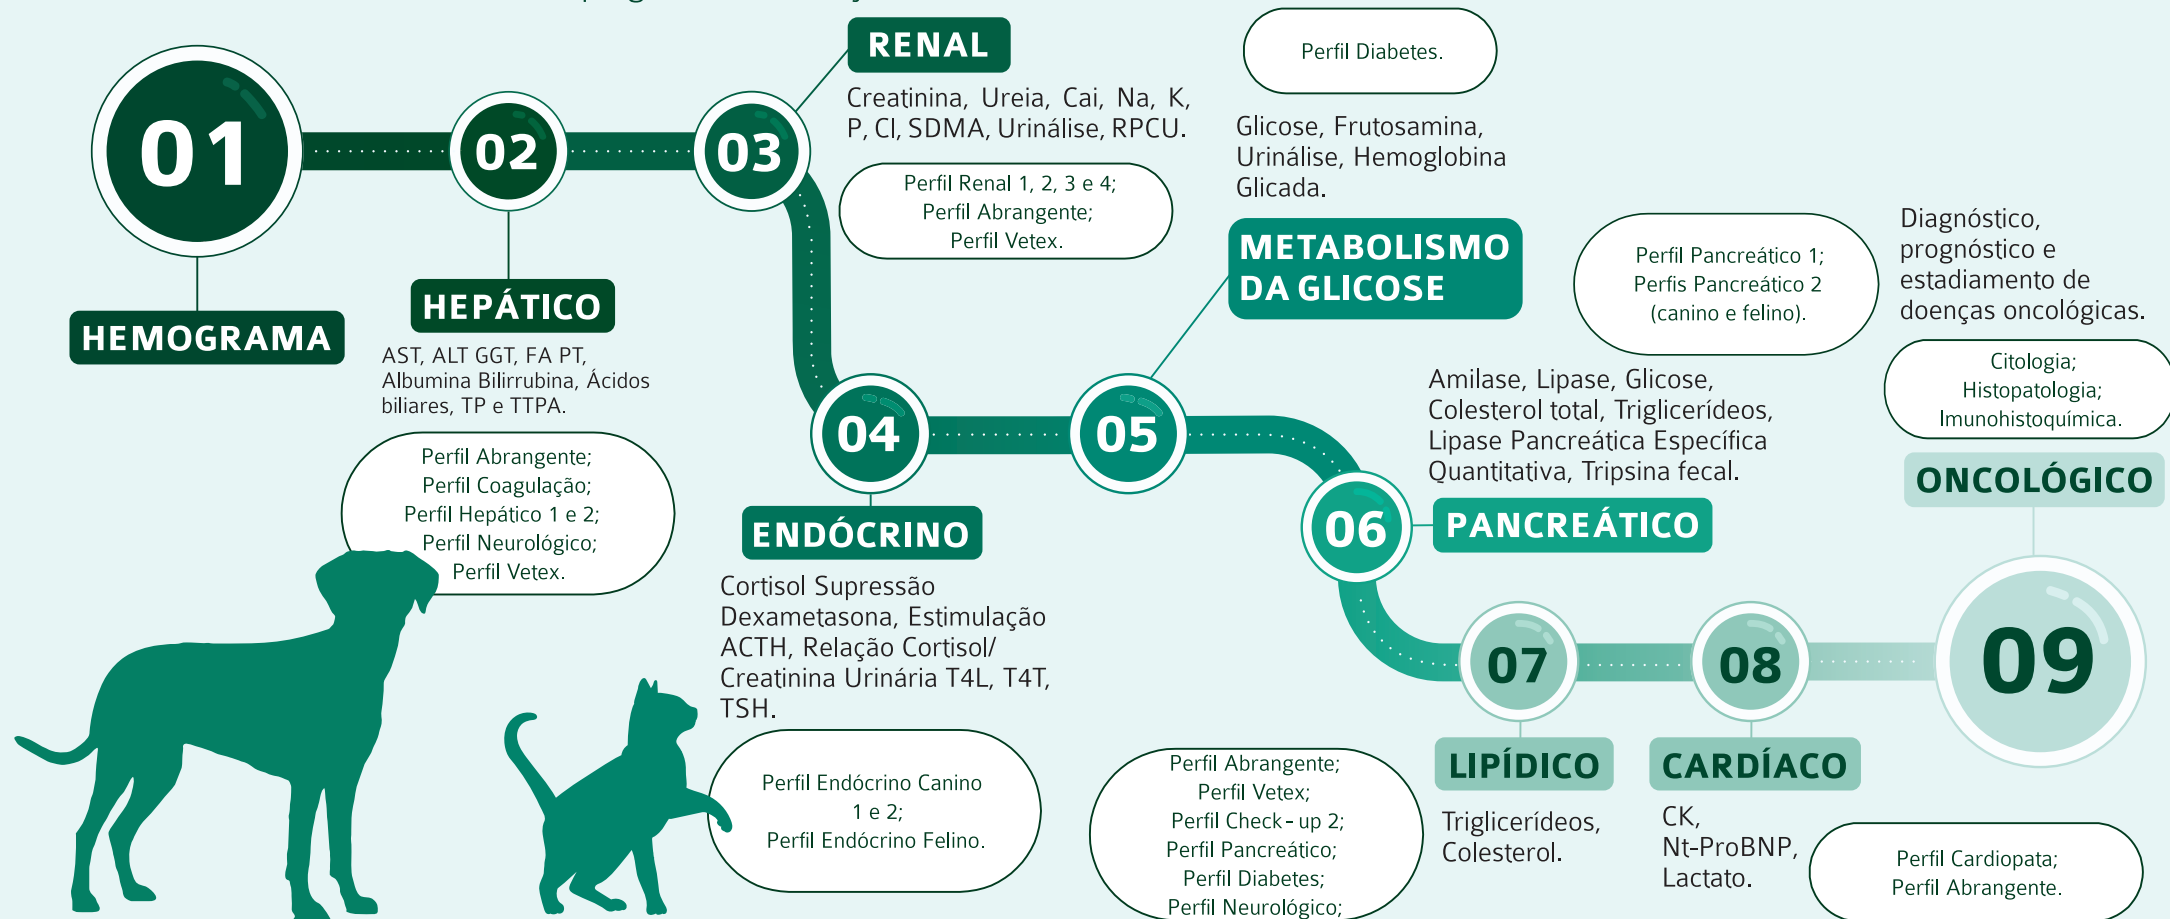 01
HEMOGRAMA
02
HEPÁTICO
AST, ALT GGT, FA PT,
Albumina Bilirrubina, Ácidos
biliares, TP e TTPA.
Perfil Abrangente;
Perfil Coagulação;
Perfil Hepático 1 e 2;
Perfil Neurológico;
Perfil Vetex.
03
RENAL
Creatinina, Ureia, Cai, Na, K,
P, Cl, SDMA, Urinálise, RPCU.
Perfil Renal 1, 2, 3 e 4;
Perfil Abrangente;
Perfil Vetex.
04
ENDÓCRINO
Cortisol Supressão
Dexametasona, Estimulação
ACTH, Relação Cortisol/
Creatinina Urinária T4L, T4T,
TSH.
Perfil Endócrino Canino
1 e 2;
Perfil Endócrino Felino.
05
Perfil Diabetes.
Glicose, Frutosamina,
Urinálise, Hemoglobina
Glicada.
METABOLISMO
DA GLICOSE
06
Perfil Pancreático 1;
Perfis Pancreático 2
(canino e felino).
Amilase, Lipase, Glicose,
Colesterol total, Triglicerídeos,
Lipase Pancreática Específica
Quantitativa, Tripsina fecal.
PANCREÁTICO
07
LIPÍDICO
Triglicerídeos,
Colesterol.
Perfil Abrangente;
Perfil Vetex;
Perfil Check - up 2;
Perfil Pancreático;
Perfil Diabetes;
Perfil Neurológico;
08
CARDÍACO
CK,
Nt-ProBNP,
Lactato.
Perfil Cardiopata;
Perfil Abrangente.
09
Diagnóstico,
prognóstico e
estadiamento de
doenças oncológicas.
Citologia;
Histopatologia;
Imunohistoquímica.
ONCOLÓGICO